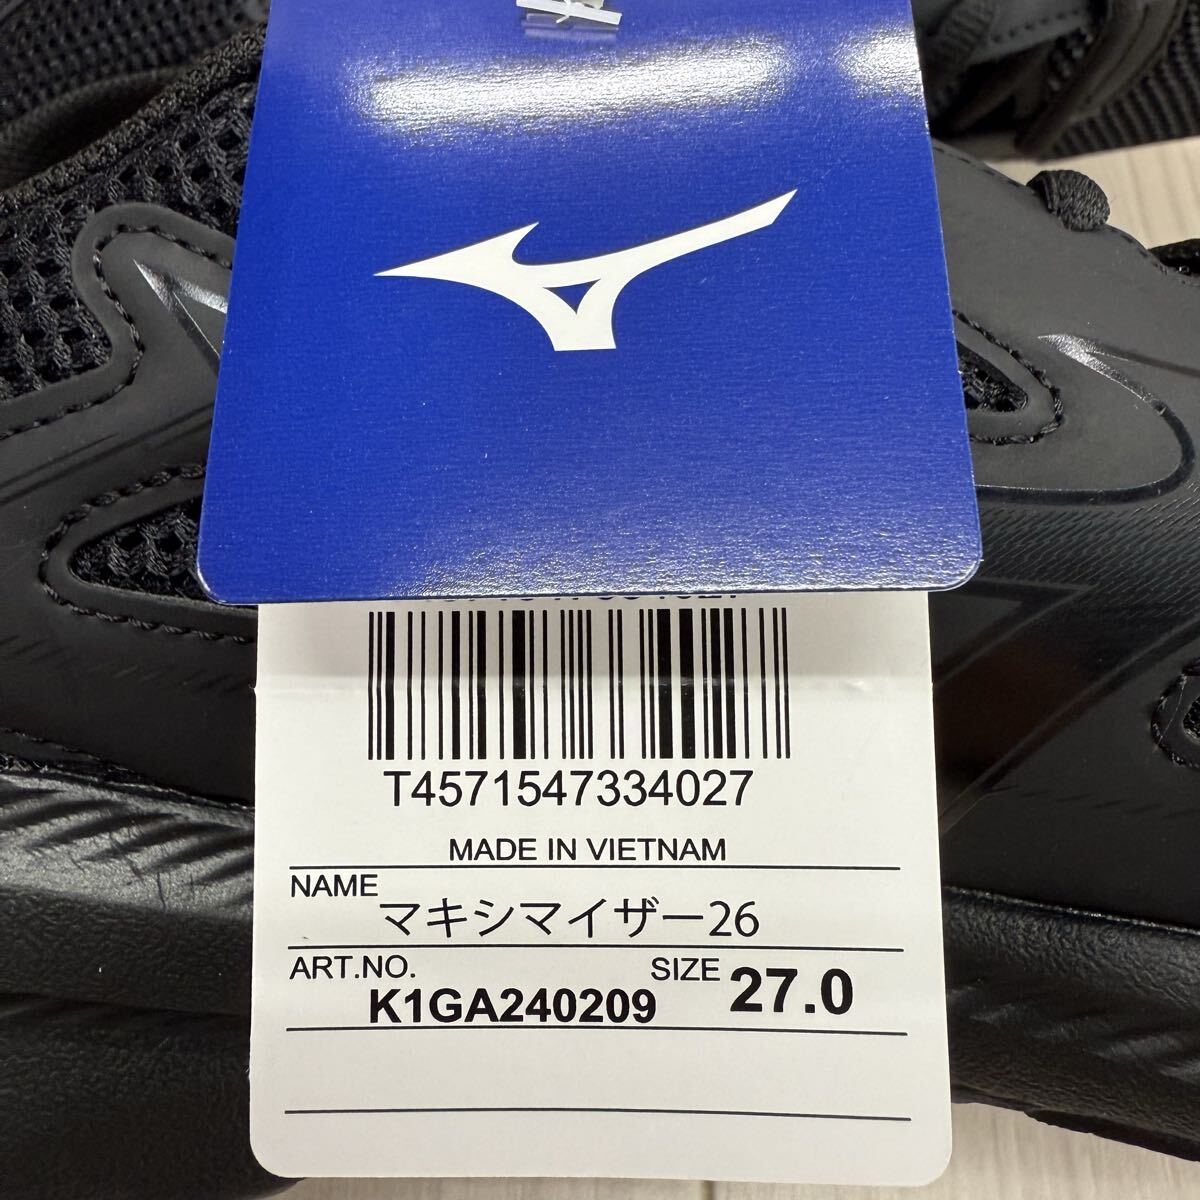 T4571547334027
MADE IN VIETNAM
NAME
マキシマイザー26
ART.NO.
SIZE 27.0
K1GA240209